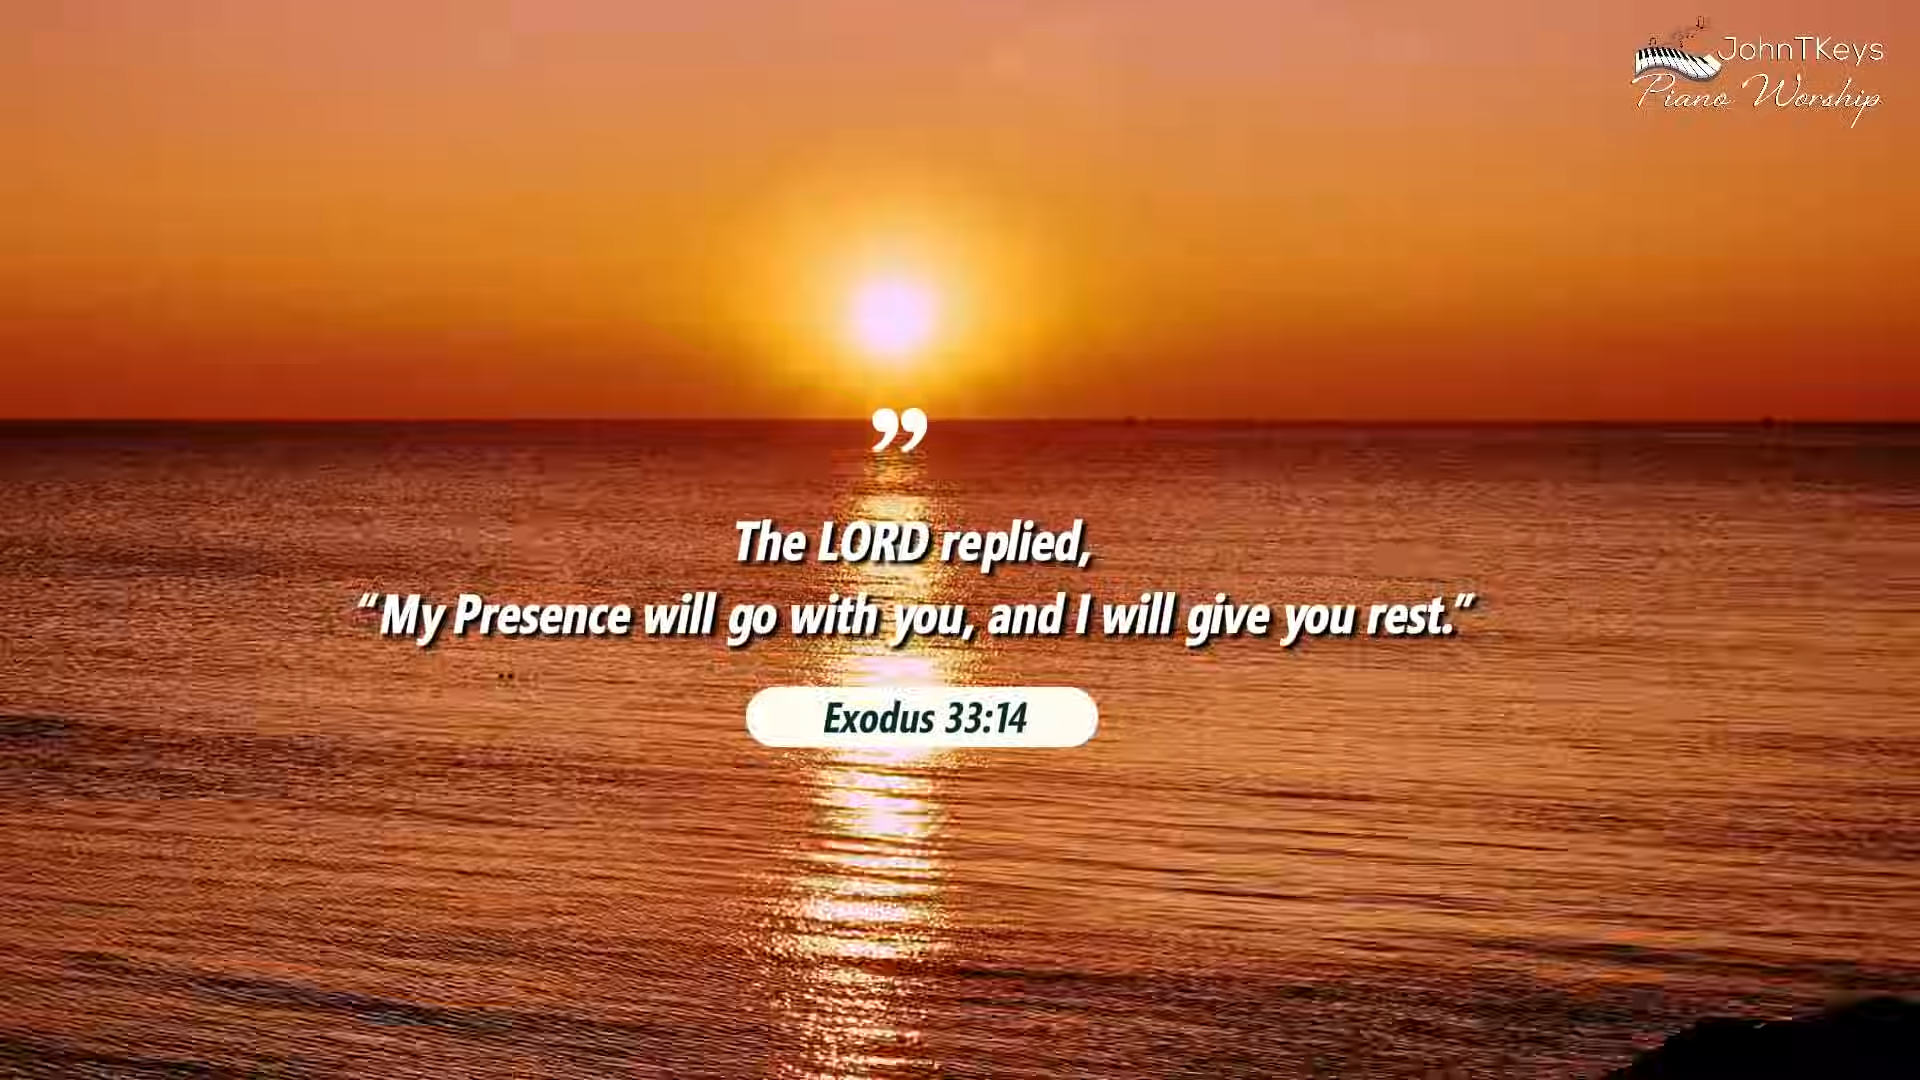 JohnTKeys
Piano Worship
”
The LORD replied,
“My Presence will go with you, and I will give you rest.”
Exodus 33:14